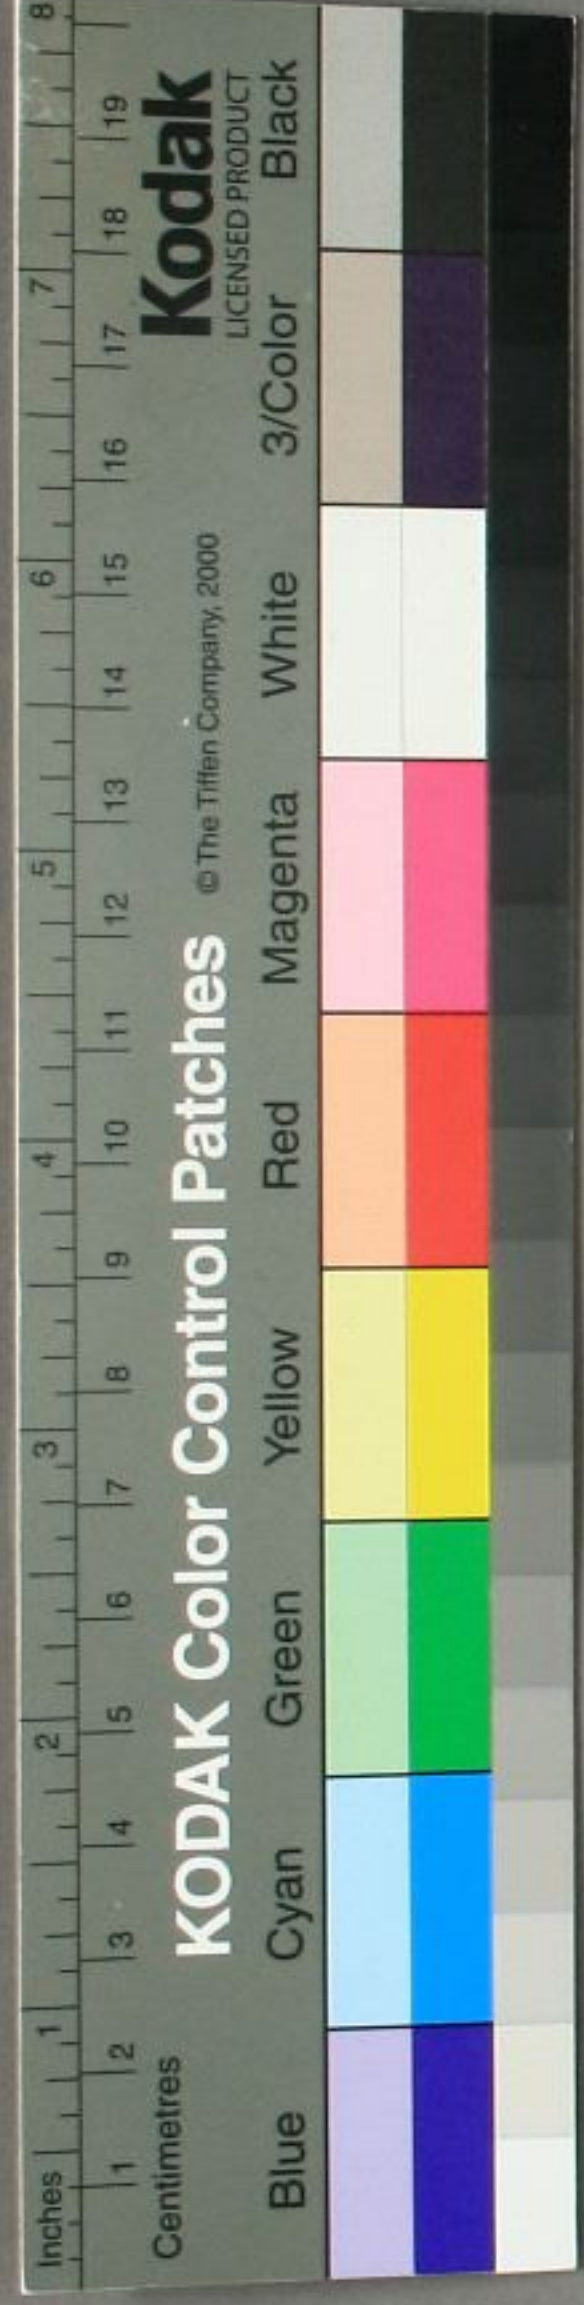 Inches 1 2 3 4 5 6 7 8
1 2 3 4 5 6 7 8 9 10 11 12 13 14 15 16 17 18 19
Centimetres
KODAK Color Control Patches © The Tiffen Company, 2000 Kodak
LICENSED PRODUCT
Blue Cyan Green Yellow Red Magenta White 3/Color Black